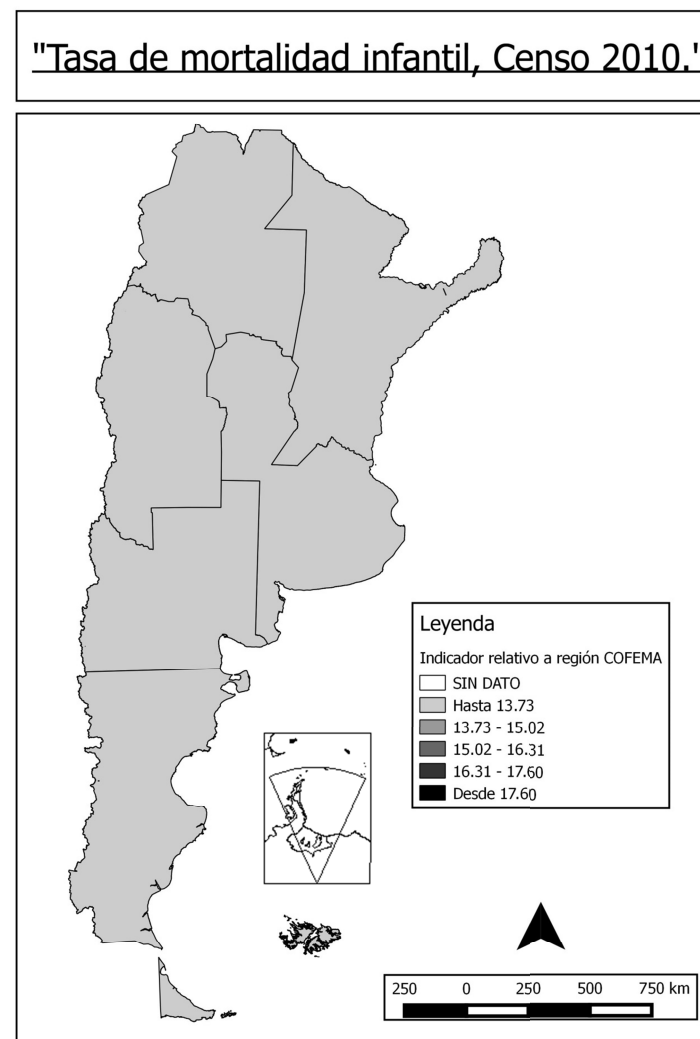 "Tasa de mortalidad infantil, Censo 2010."
Leyenda
Indicador relativo a región COFEMA
SIN DATO
Hasta 13.73
13.73 - 15.02
15.02 - 16.31
16.31 - 17.60
Desde 17.60
250 0 250 500 750 km